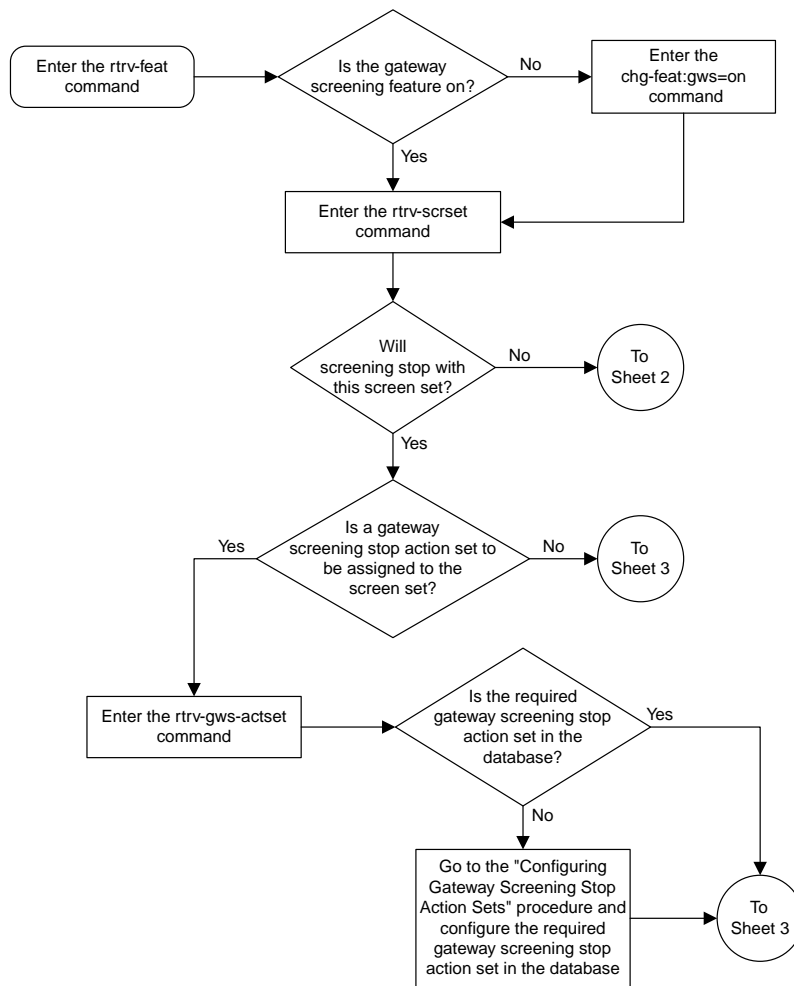 Enter the rtrv-feat
command
Is the gateway
screening feature on?
No
Enter the
chg-feat:gws=on
command
Yes
Enter the rtrv-scrset
command
Will
screening stop with
this screen set?
No
To
Sheet 2
Yes
Is a gateway
screening stop action set to
be assigned to the
screen set?
Yes
No
To
Sheet 3
Enter the rtrv-gws-actset
command
Is the required
gateway screening stop
action set in the
database?
Yes
No
Go to the "Configuring
Gateway Screening Stop
Action Sets" procedure and
configure the required
gateway screening stop
action set in the database
To
Sheet 3